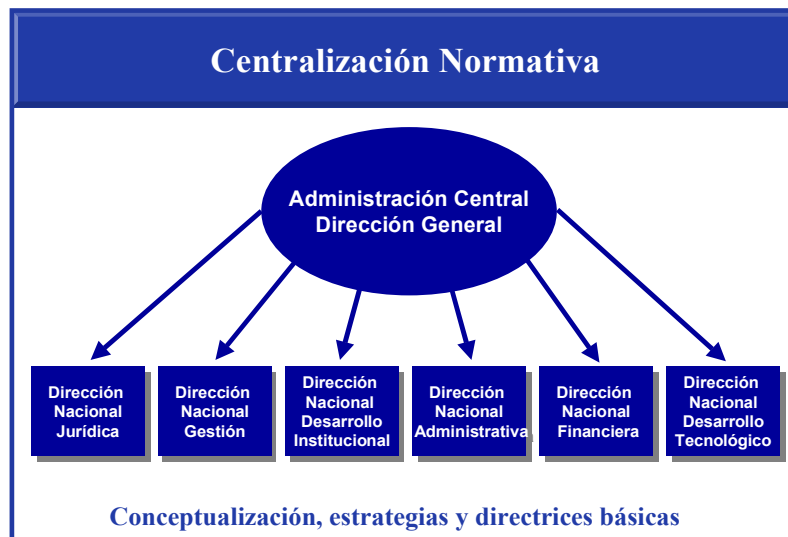 Centralización Normativa
Administración Central
Dirección General
Dirección
Nacional
Jurídica
Dirección
Nacional
Gestión
Dirección
Nacional
Desarrollo
Institucional
Dirección
Nacional
Administrativa
Dirección
Nacional
Financiera
Dirección
Nacional
Desarrollo
Tecnológico
Conceptualización, estrategias y directrices básicas